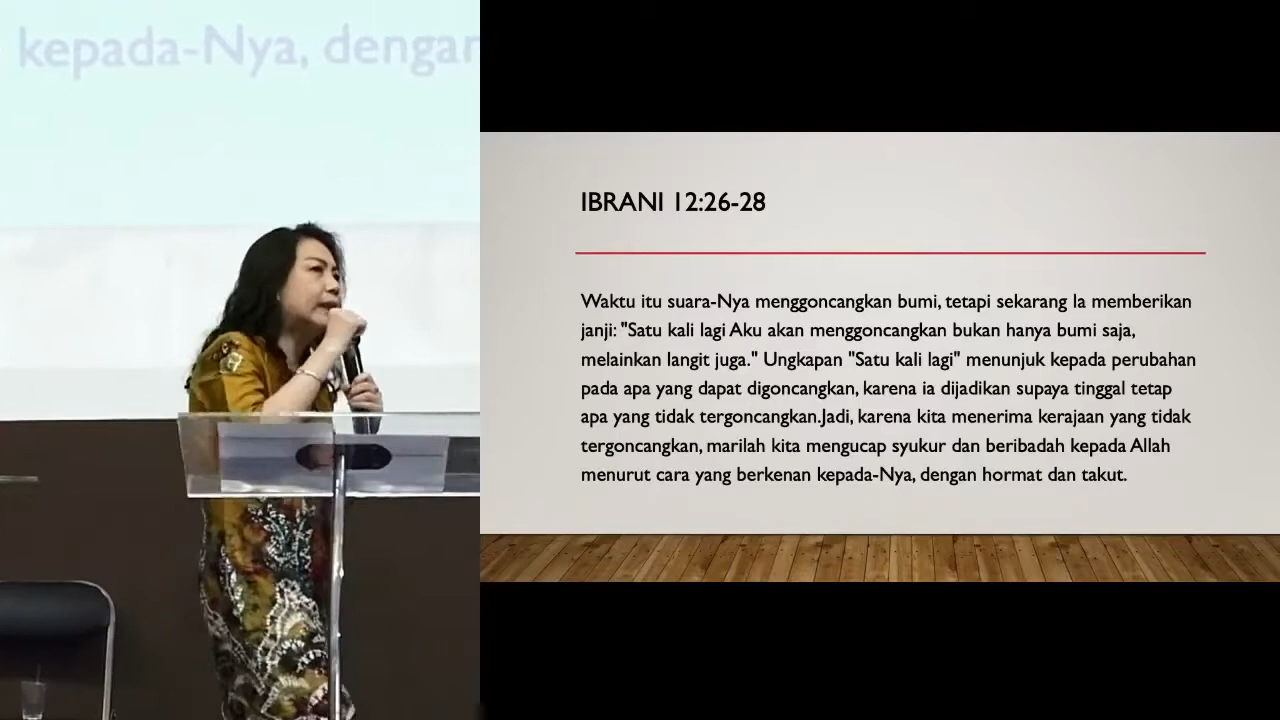 kepada-Nya, dengan
IBRANI 12:26-28
Waktu itu suara-Nya menggoncangkan bumi, tetapi sekarang Ia memberikan
janji: "Satu kali lagi Aku akan menggoncangkan bukan hanya bumi saja,
melainkan langit juga." Ungkapan "Satu kali lagi" menunjuk kepada perubahan
pada apa yang dapat digoncangkan, karena ia dijadikan supaya tinggal tetap
apa yang tidak tergoncangkan.Jadi, karena kita menerima kerajaan yang tidak
tergoncangkan, marilah kita mengucap syukur dan beribadah kepada Allah
menurut cara yang berkenan kepada-Nya, dengan hormat dan takut.